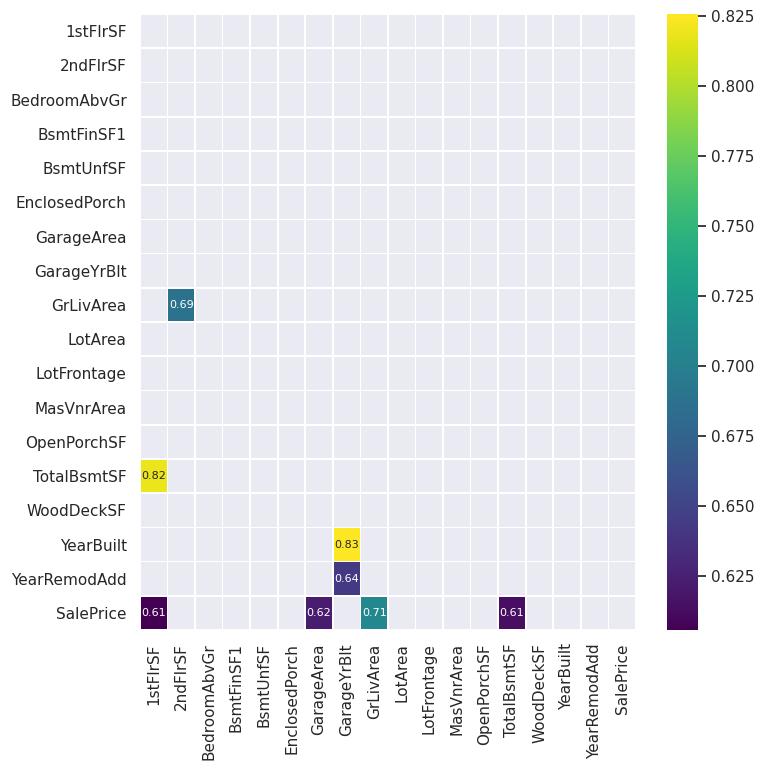 1stFlrSF
2ndFlrSF
BedroomAbvGr
BsmtFinSF1
BsmtUnfSF
EnclosedPorch
GarageArea
GarageYrBlt
GrLivArea
0.69
LotArea
LotFrontage
MasVnrArea
OpenPorchSF
TotalBsmtSF
0.82
WoodDeckSF
YearBuilt
0.83
YearRemodAdd
0.64
SalePrice
0.61
0.62
0.71
0.61
1stFlrSF
2ndFlrSF
BedroomAbvGr
BsmtFinSF1
BsmtUnfSF
EnclosedPorch
GarageArea
GarageYrBlt
GrLivArea
LotArea
LotFrontage
MasVnrArea
OpenPorchSF
TotalBsmtSF
WoodDeckSF
YearBuilt
YearRemodAdd
SalePrice
0.825
0.800
0.775
0.750
0.725
0.700
0.675
0.650
0.625